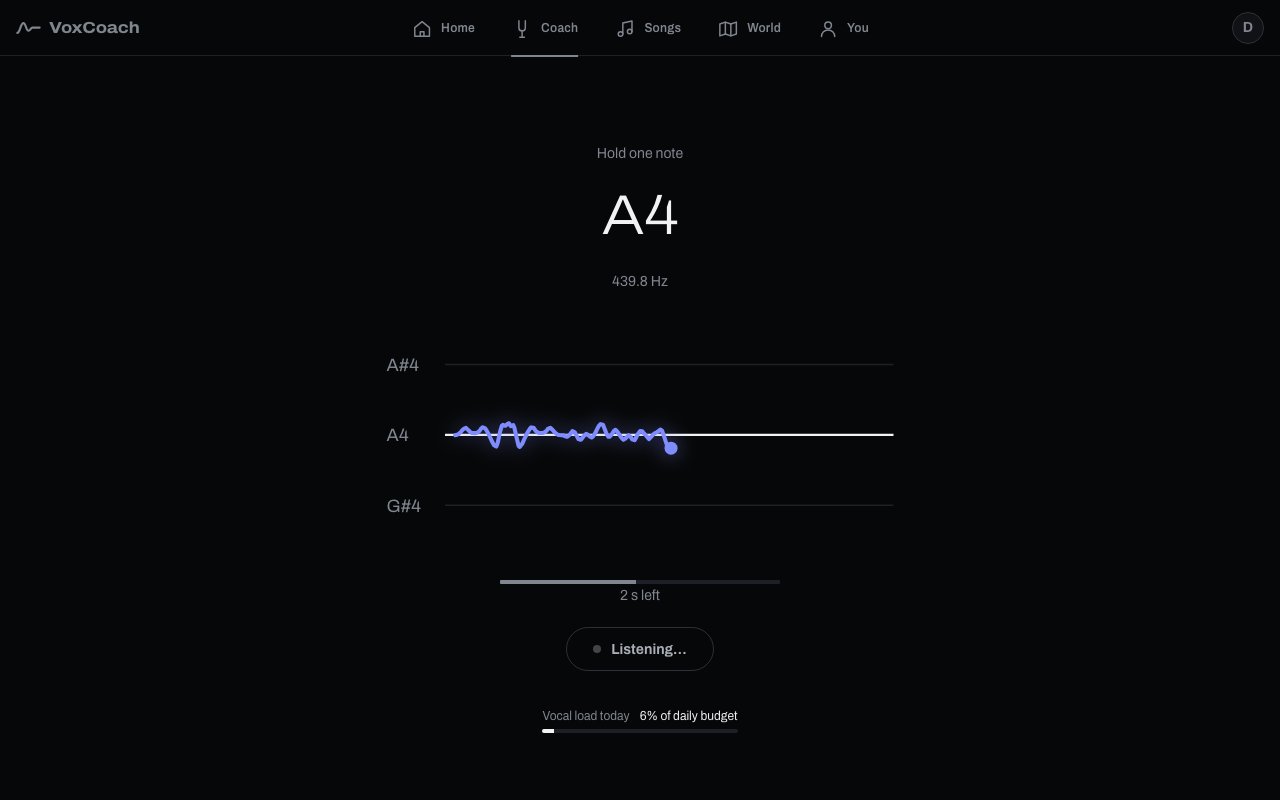 VoxCoach
Home
Coach
Songs
World
You
D
Hold one note
A4
439.8 Hz
A#4
A4
G#4
2 s left
Listening...
Vocal load today 6% of daily budget